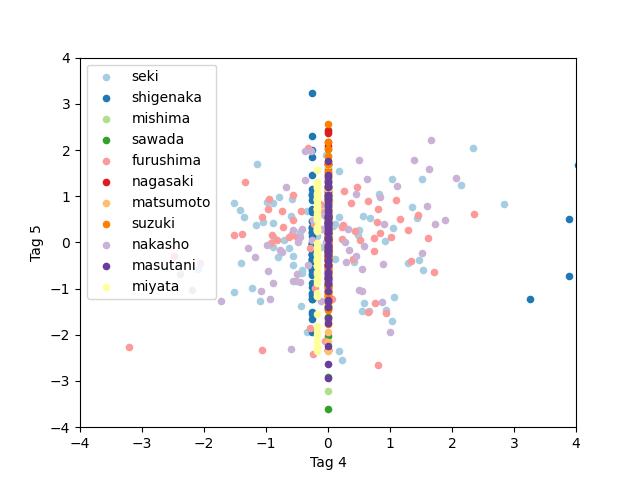 4
3
2
1
0
−1
−2
−3
−4
Tag 5
seki
shigenaka
mishima
sawada
furushima
nagasaki
matsumoto
suzuki
nakasho
masutani
miyata
−4
−3
−2
−1
0
1
2
3
4
Tag 4